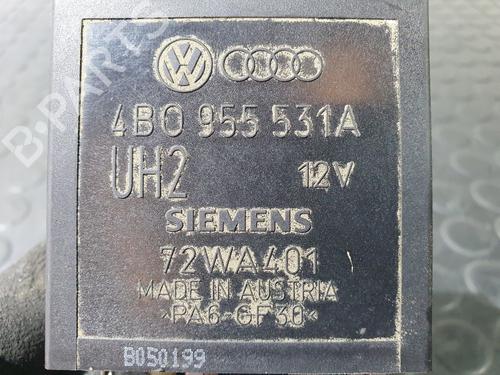 4B0 955 531A
UH2 12V
SIEMENS
72WA401
MADE IN AUSTRIA
>PA6-GF30<
B050199
B-PARTS